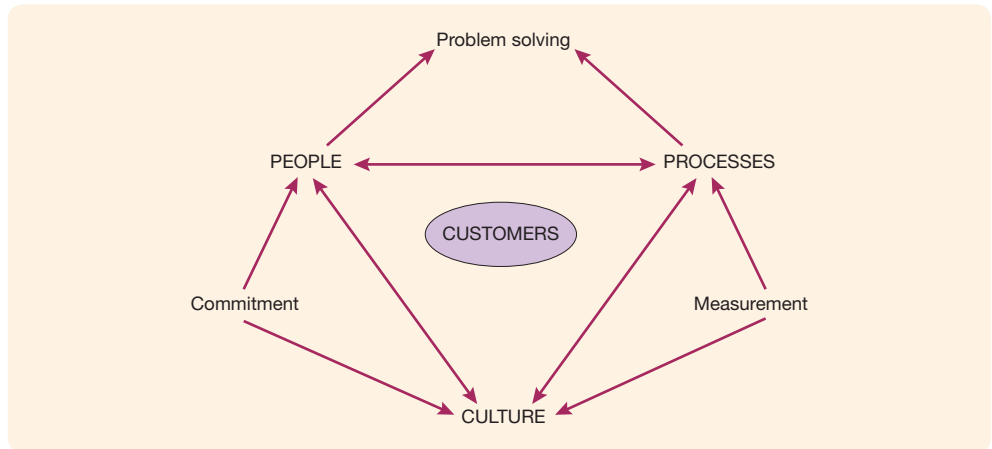 Problem solving
PEOPLE
PROCESSES
CUSTOMERS
Commitment
Measurement
CULTURE